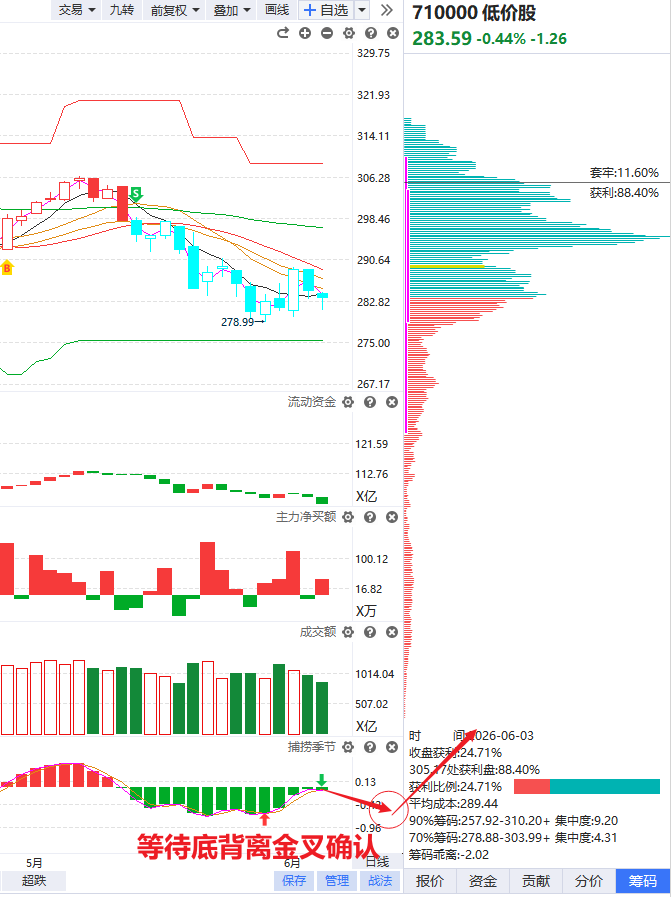 交易 九转 前复权 叠加 画线 自选
710000 低价股
283.59 -0.44% -1.26
329.75
321.93
314.11
306.28
298.46
290.64
282.82
275.00
267.17
S
B
278.99
套牢:11.60%
获利:88.40%
流动资金
121.59
112.76
X亿
主力净买额
100.12
16.82
X万
成交额
1014.04
507.02
X亿
捕捞季节
0.13
-0.96
等待底背离金叉确认
5月 6月 日线
超跌 保存 管理 战法
收盘获利:24.71%
305.17处获利盘:88.40%
获利比例:24.71%
平均成本:289.44
90%筹码:257.92-310.20+ 集中度:9.20
70%筹码:278.88-303.99+ 集中度:4.31
筹码乖离:-2.02
报价 资金 贡献 分价 筹码